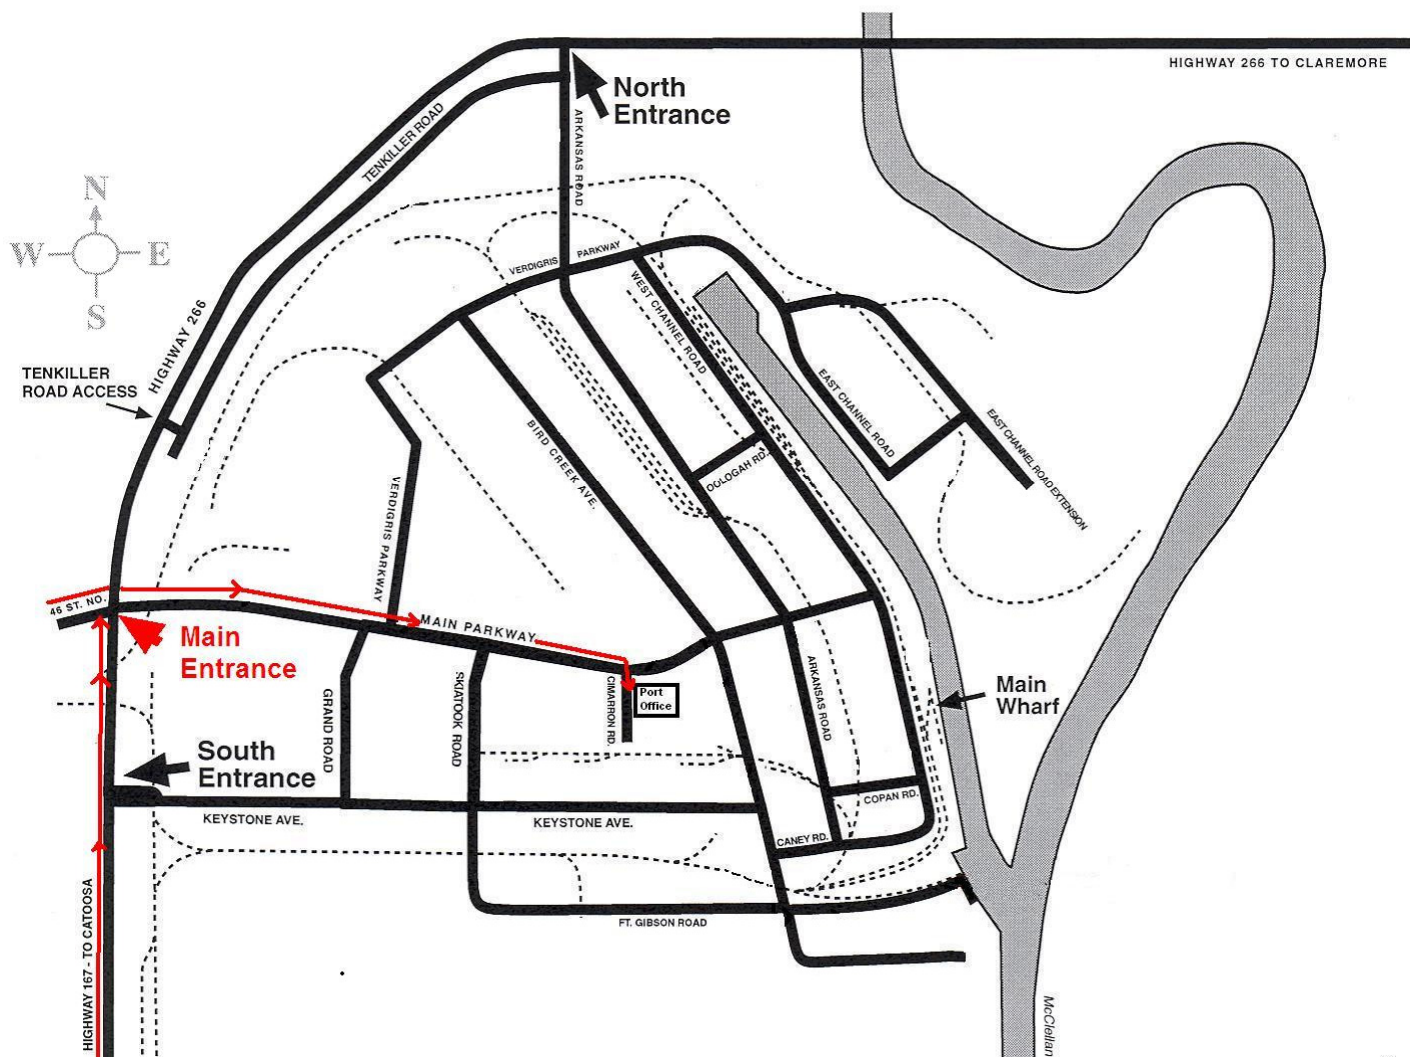 HIGHWAY 266 TO CLAREMORE
North
Entrance
ARKANSAS ROAD
TENKILLER ROAD
N
W
E
S
VERDIGRIS
PARKWAY
WEST CHANNEL ROAD
HIGHWAY 266
TENKILLER
ROAD ACCESS
EAST CHANNEL ROAD
EAST CHANNEL ROAD EXTENSION
BIRD CREEK AVE.
OOLOGAH RD.
VERDIGRIS PARKWAY
46 ST. NO.
MAIN PARKWAY
Main
Entrance
GRAND ROAD
SKIATOOK ROAD
CIMARRON RD.
Port
Office
ARKANSAS ROAD
Main
Wharf
South
Entrance
COPAN RD.
KEYSTONE AVE.
KEYSTONE AVE.
CANEY RD.
FT. GIBSON ROAD
HIGHWAY 167 - TO CATOOSA
McClellan